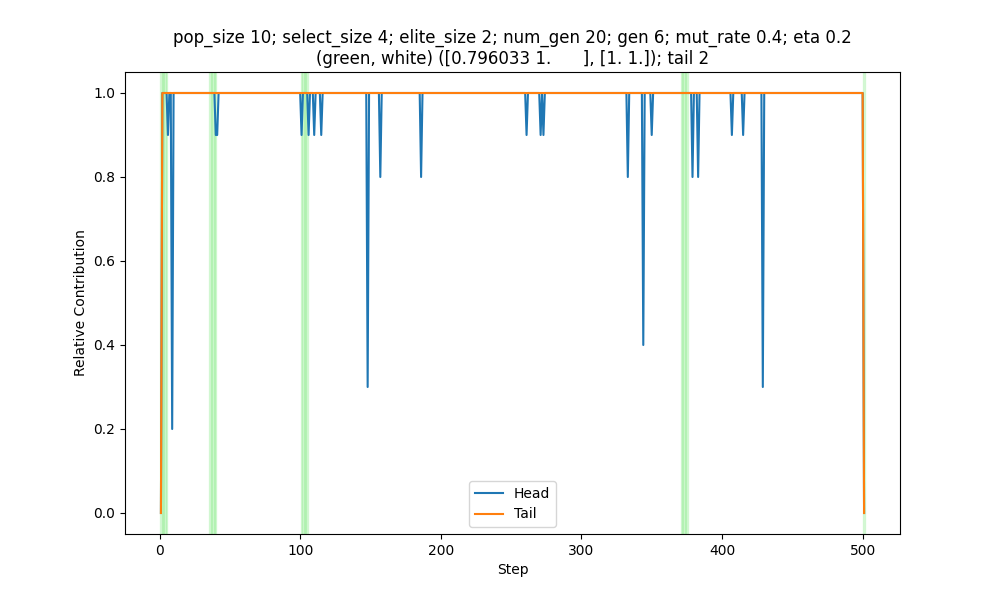 pop_size 10; select_size 4; elite_size 2; num_gen 20; gen 6; mut_rate 0.4; eta 0.2
(green, white) ([0.796033 1.      ], [1. 1.]); tail 2
1.0
0.8
0.6
0.4
0.2
0.0
Relative Contribution
Head
Tail
0
100
200
300
400
500
Step